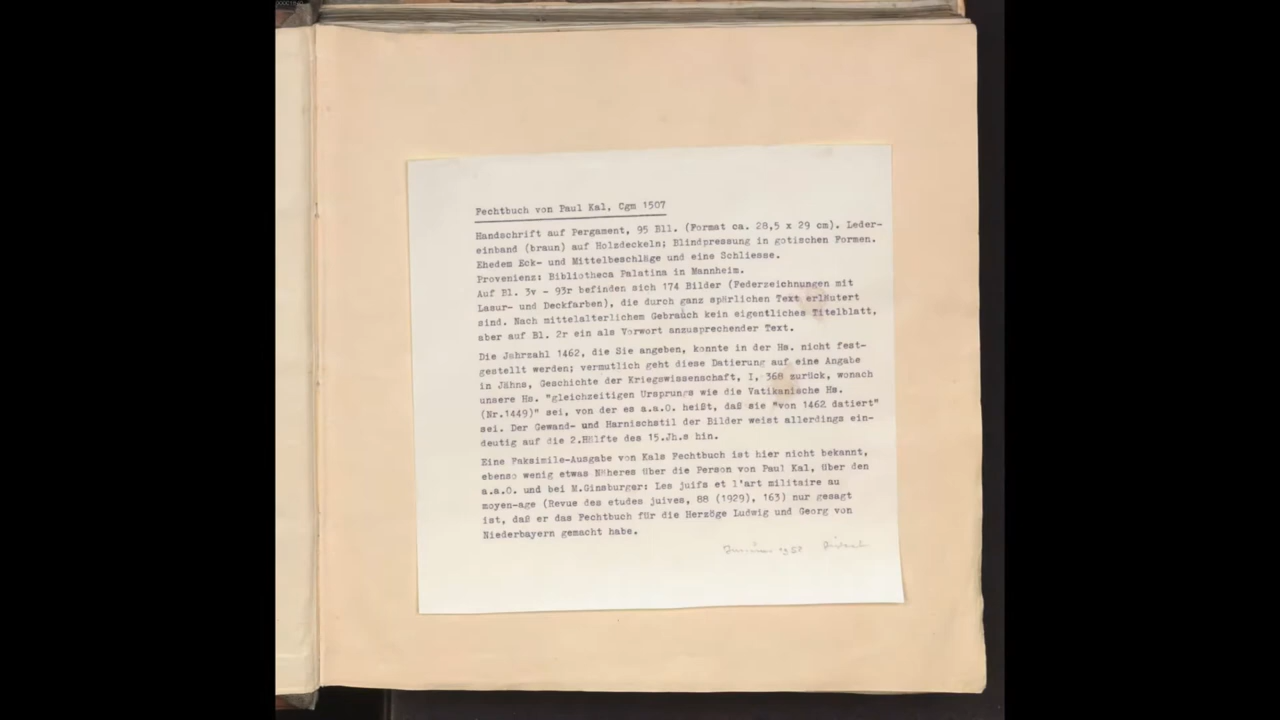 Fechtbuch von Paul Kal, Cgm 1507
Handschrift auf Pergament, 95 Bll. (Format ca. 28,5 x 29 cm). Leder-
einband (braun) auf Holzdeckeln; Blindpressung in gotischen Formen.
Ehedem Eck- und Mittelbeschläge und eine Schliesse.
Provenienz: Bibliotheca Palatina in Mannheim.
Auf Bl. 3v - 93r befinden sich 174 Bilder (Federzeichnungen mit
Lasur- und Deckfarben), die durch ganz spärlichen Text erläutert
sind. Nach mittelalterlichem Gebrauch kein eigentliches Titelblatt,
aber auf Bl. 2r ein als Vorwort anzusprechender Text.
Die Jahrzahl 1462, die Sie angeben, konnte in der Hs. nicht fest-
gestellt werden; vermutlich geht diese Datierung auf eine Angabe
in Jähns, Geschichte der Kriegswissenschaft, I, 368 zurück, wonach
unsere Hs. "gleichzeitigen Ursprungs wie die Vatikanische Hs.
(Nr.1449)" sei, von der es a.a.O. heißt, daß sie "von 1462 datiert"
sei. Der Gewand- und Harnischstil der Bilder weist allerdings ein-
deutig auf die 2.Hälfte des 15.Jh.s hin.
Eine Faksimile-Ausgabe von Kals Fechtbuch ist hier nicht bekannt,
ebenso wenig etwas Näheres über die Person von Paul Kal, über den
a.a.O. und bei M.Ginsburger: Les juifs et l'art militaire au
moyen-age (Revue des etudes juives, 88 (1929), 163) nur gesagt
ist, daß er das Fechtbuch für die Herzöge Ludwig und Georg von
Niederbayern gemacht habe.